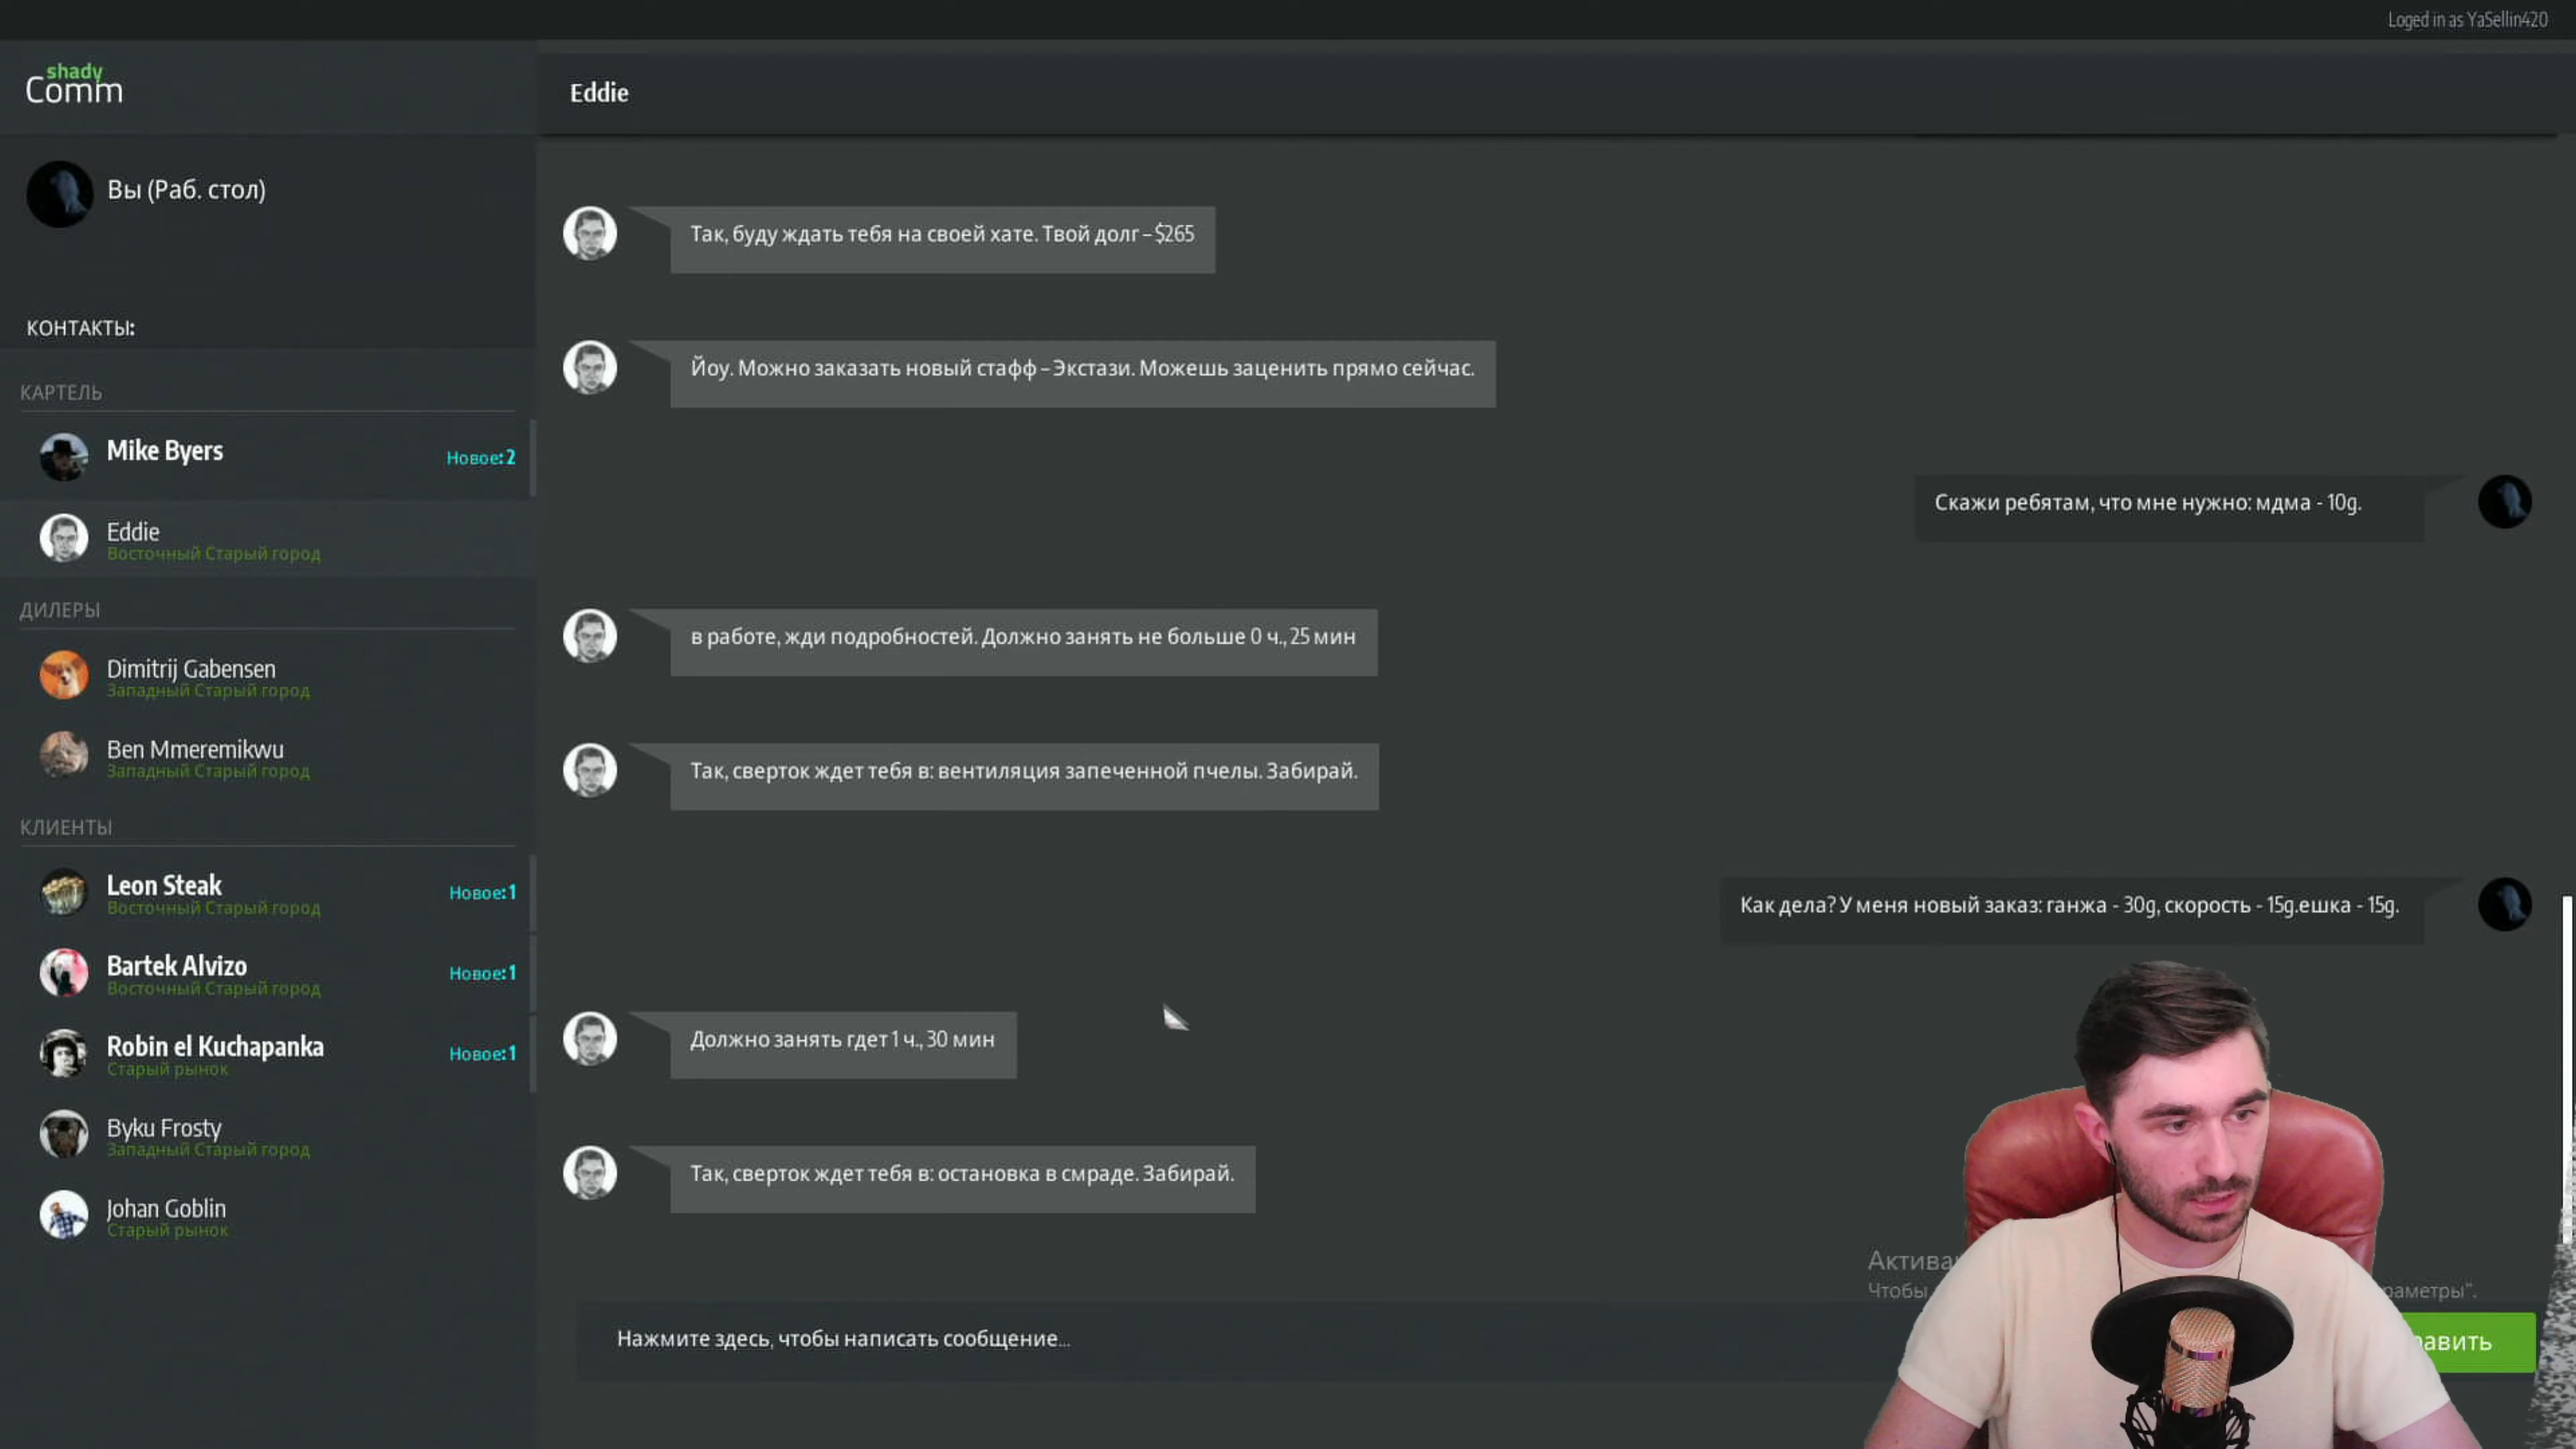 Loged in as YaSellin420
shady
Comm
Eddie
Вы (Раб. стол)
КОНТАКТЫ:
КАРТЕЛЬ
Mike Byers
Новое: 2
Eddie
Восточный Старый город
ДИЛЕРЫ
Dimitrij Gabensen
Западный Старый город
Ben Mmeremikwu
Западный Старый город
КЛИЕНТЫ
Leon Steak
Новое: 1
Восточный Старый город
Bartek Alvizo
Новое: 1
Восточный Старый город
Robin el Kuchapanka
Новое: 1
Старый рынок
Byku Frosty
Западный Старый город
Johan Goblin
Старый рынок
Так, буду ждать тебя на своей хате. Твой долг – $265
Йоу. Можно заказать новый стафф – Экстази. Можешь заценить прямо сейчас.
Скажи ребятам, что мне нужно: мдма - 10g.
в работе, жди подробностей. Должно занять не больше 0 ч., 25 мин
Так, сверток ждет тебя в: вентиляция запеченной пчелы. Забирай.
Как дела? У меня новый заказ: ганжа - 30g, скорость - 15g.ешка - 15g.
Должно занять гдет 1 ч., 30 мин
Так, сверток ждет тебя в: остановка в смраде. Забирай.
Чтобы
Нажмите здесь, чтобы написать сообщение...